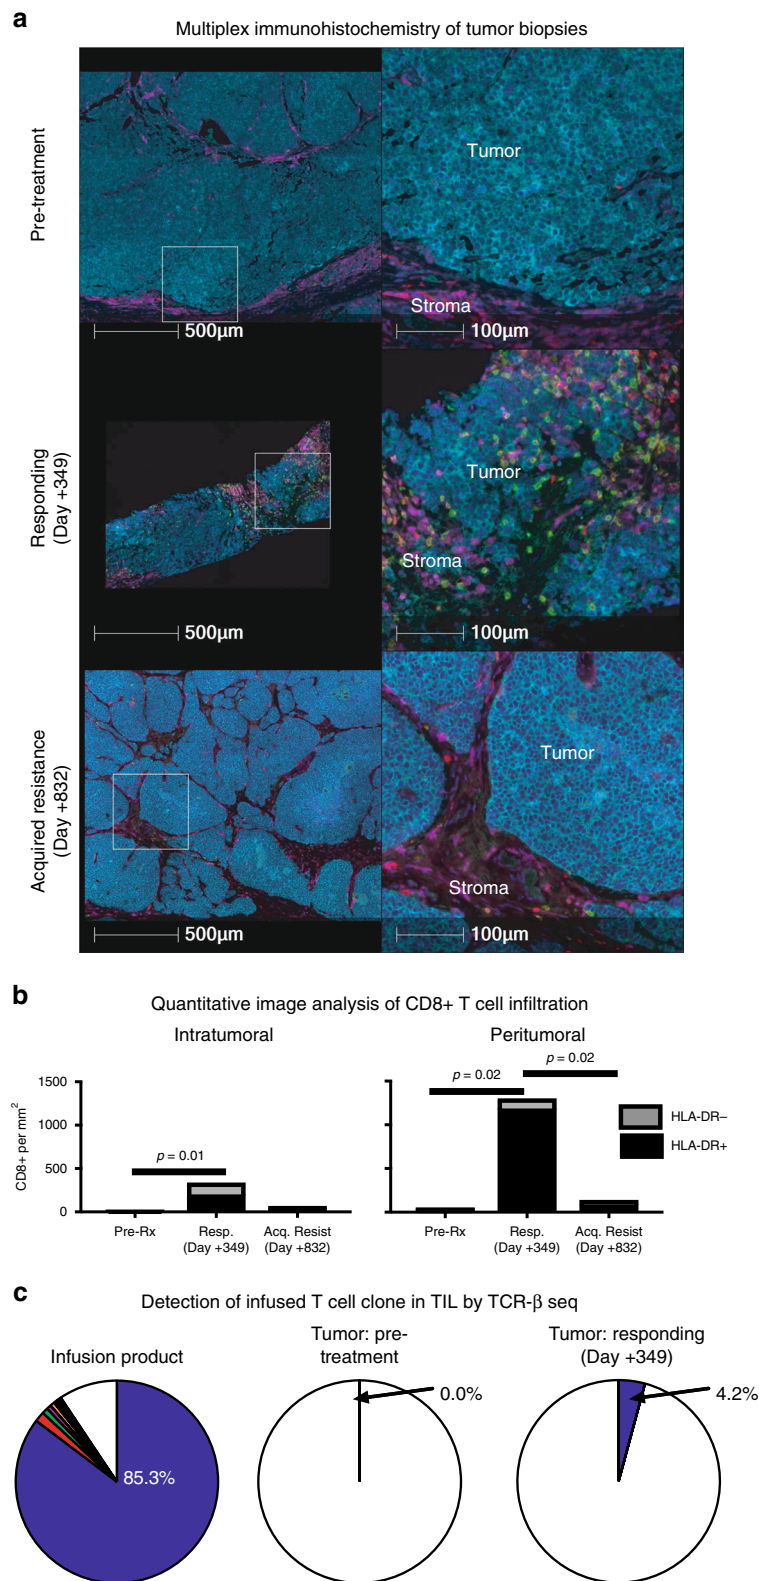 a
Multiplex immunohistochemistry of tumor biopsies
Pre-treatment
Tumor
Stroma
500μm
100μm
Responding
(Day +349)
Tumor
Stroma
500μm
100μm
Acquired resistance
(Day +832)
Tumor
Stroma
500μm
100μm
b
Quantitative image analysis of CD8+ T cell infiltration
Intratumoral
Peritumoral
CD8+ per mm²
1500
1000
500
0
p = 0.01
p = 0.02
p = 0.02
HLA-DR–
HLA-DR+
Pre-Rx
Resp.
(Day +349)
Acq. Resist
(Day +832)
Pre-Rx
Resp.
(Day +349)
Acq. Resist
(Day +832)
c
Detection of infused T cell clone in TIL by TCR-β seq
Infusion product
85.3%
Tumor: pre-
treatment
0.0%
Tumor: responding
(Day +349)
4.2%